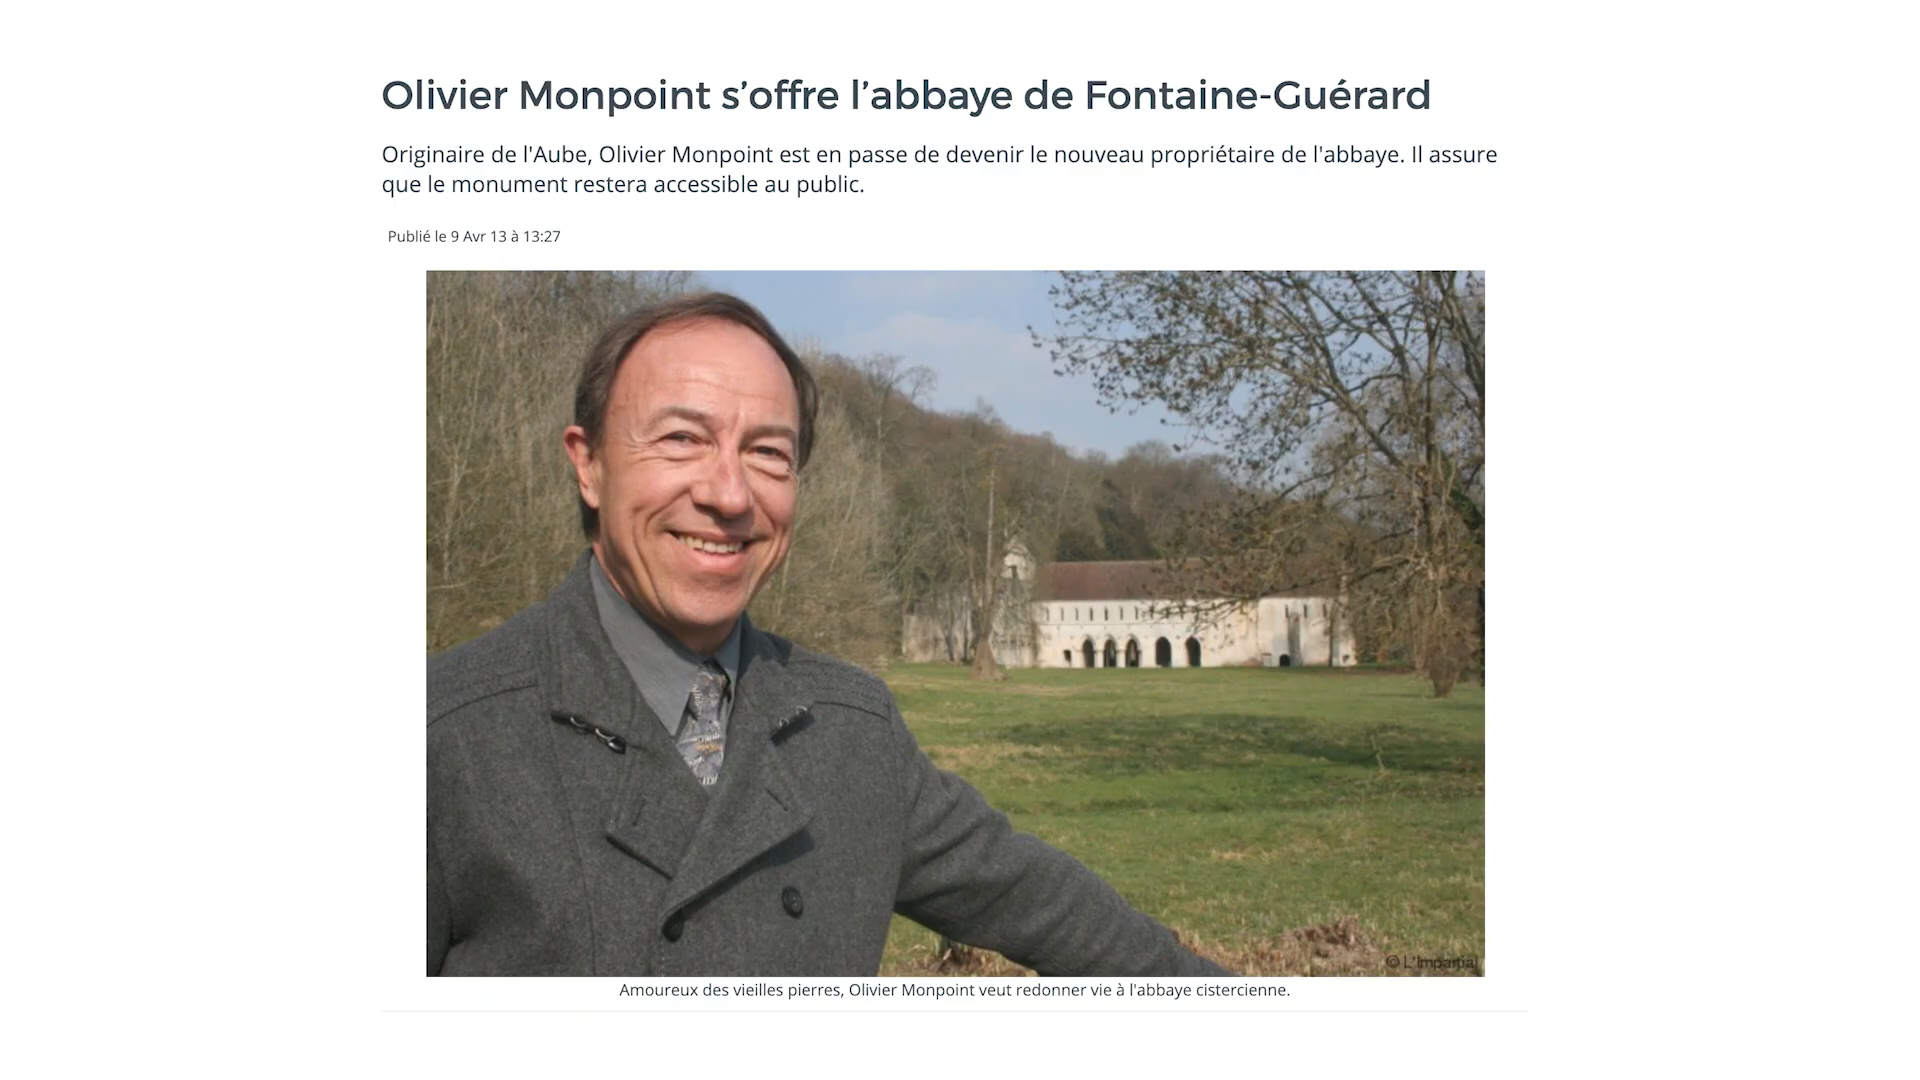 Olivier Monpoint s’offre l’abbaye de Fontaine-Guérard
Originaire de l'Aube, Olivier Monpoint est en passe de devenir le nouveau propriétaire de l'abbaye. Il assure
que le monument restera accessible au public.
Publié le 9 Avr 13 à 13:27
© L'Impartial
Amoureux des vieilles pierres, Olivier Monpoint veut redonner vie à l'abbaye cistercienne.